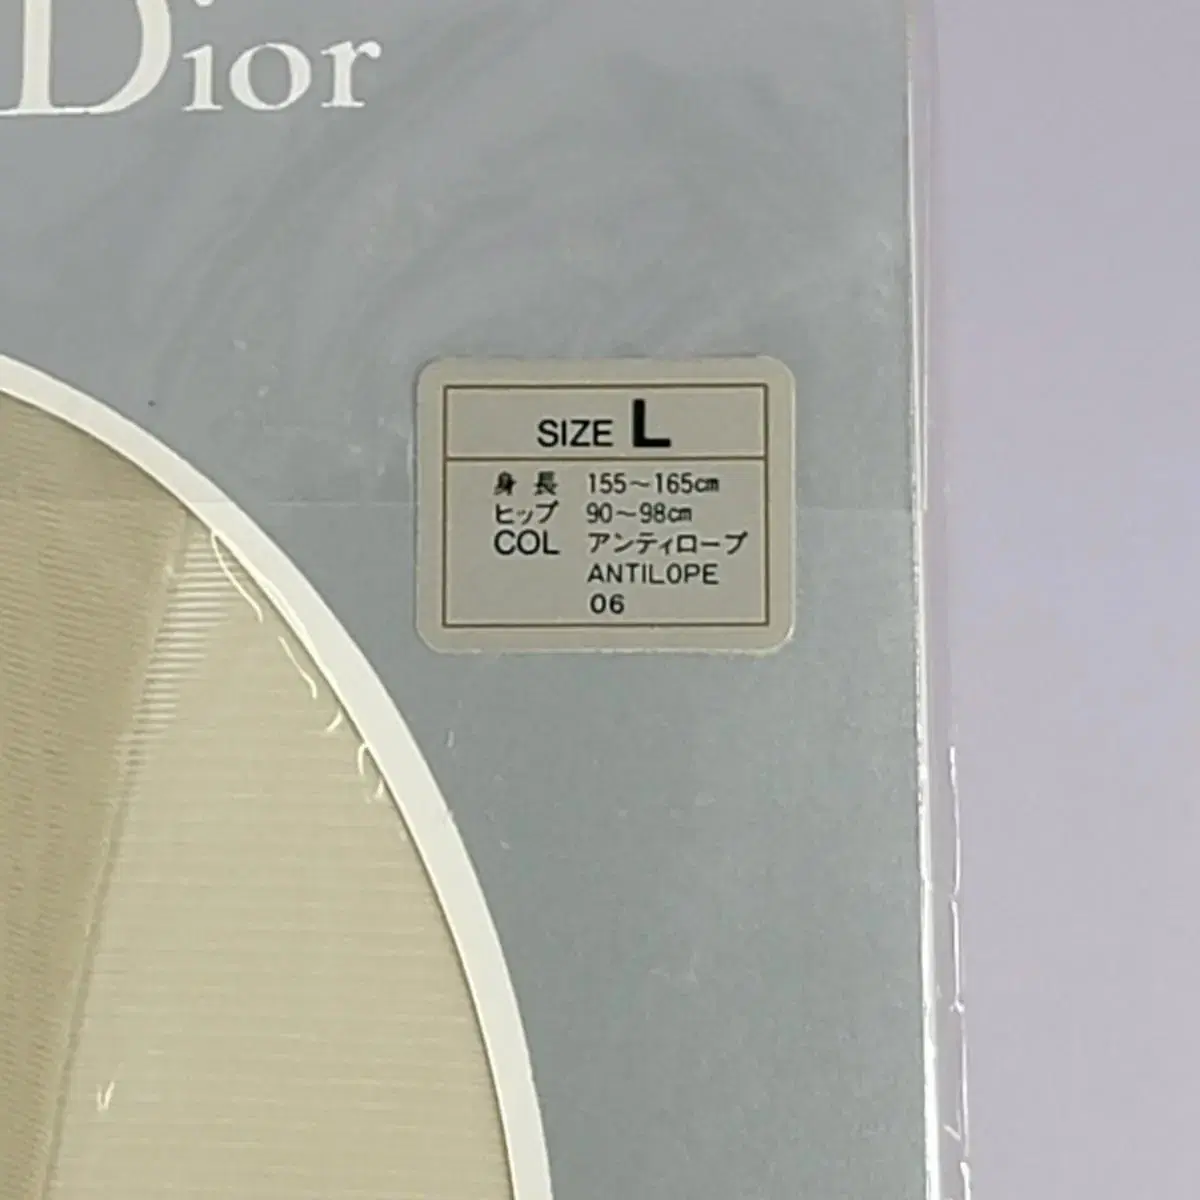 Dior
SIZE L
身長 155～165cm
ヒップ 90～98cm
COL アンティロープ
ANTILOPE
06